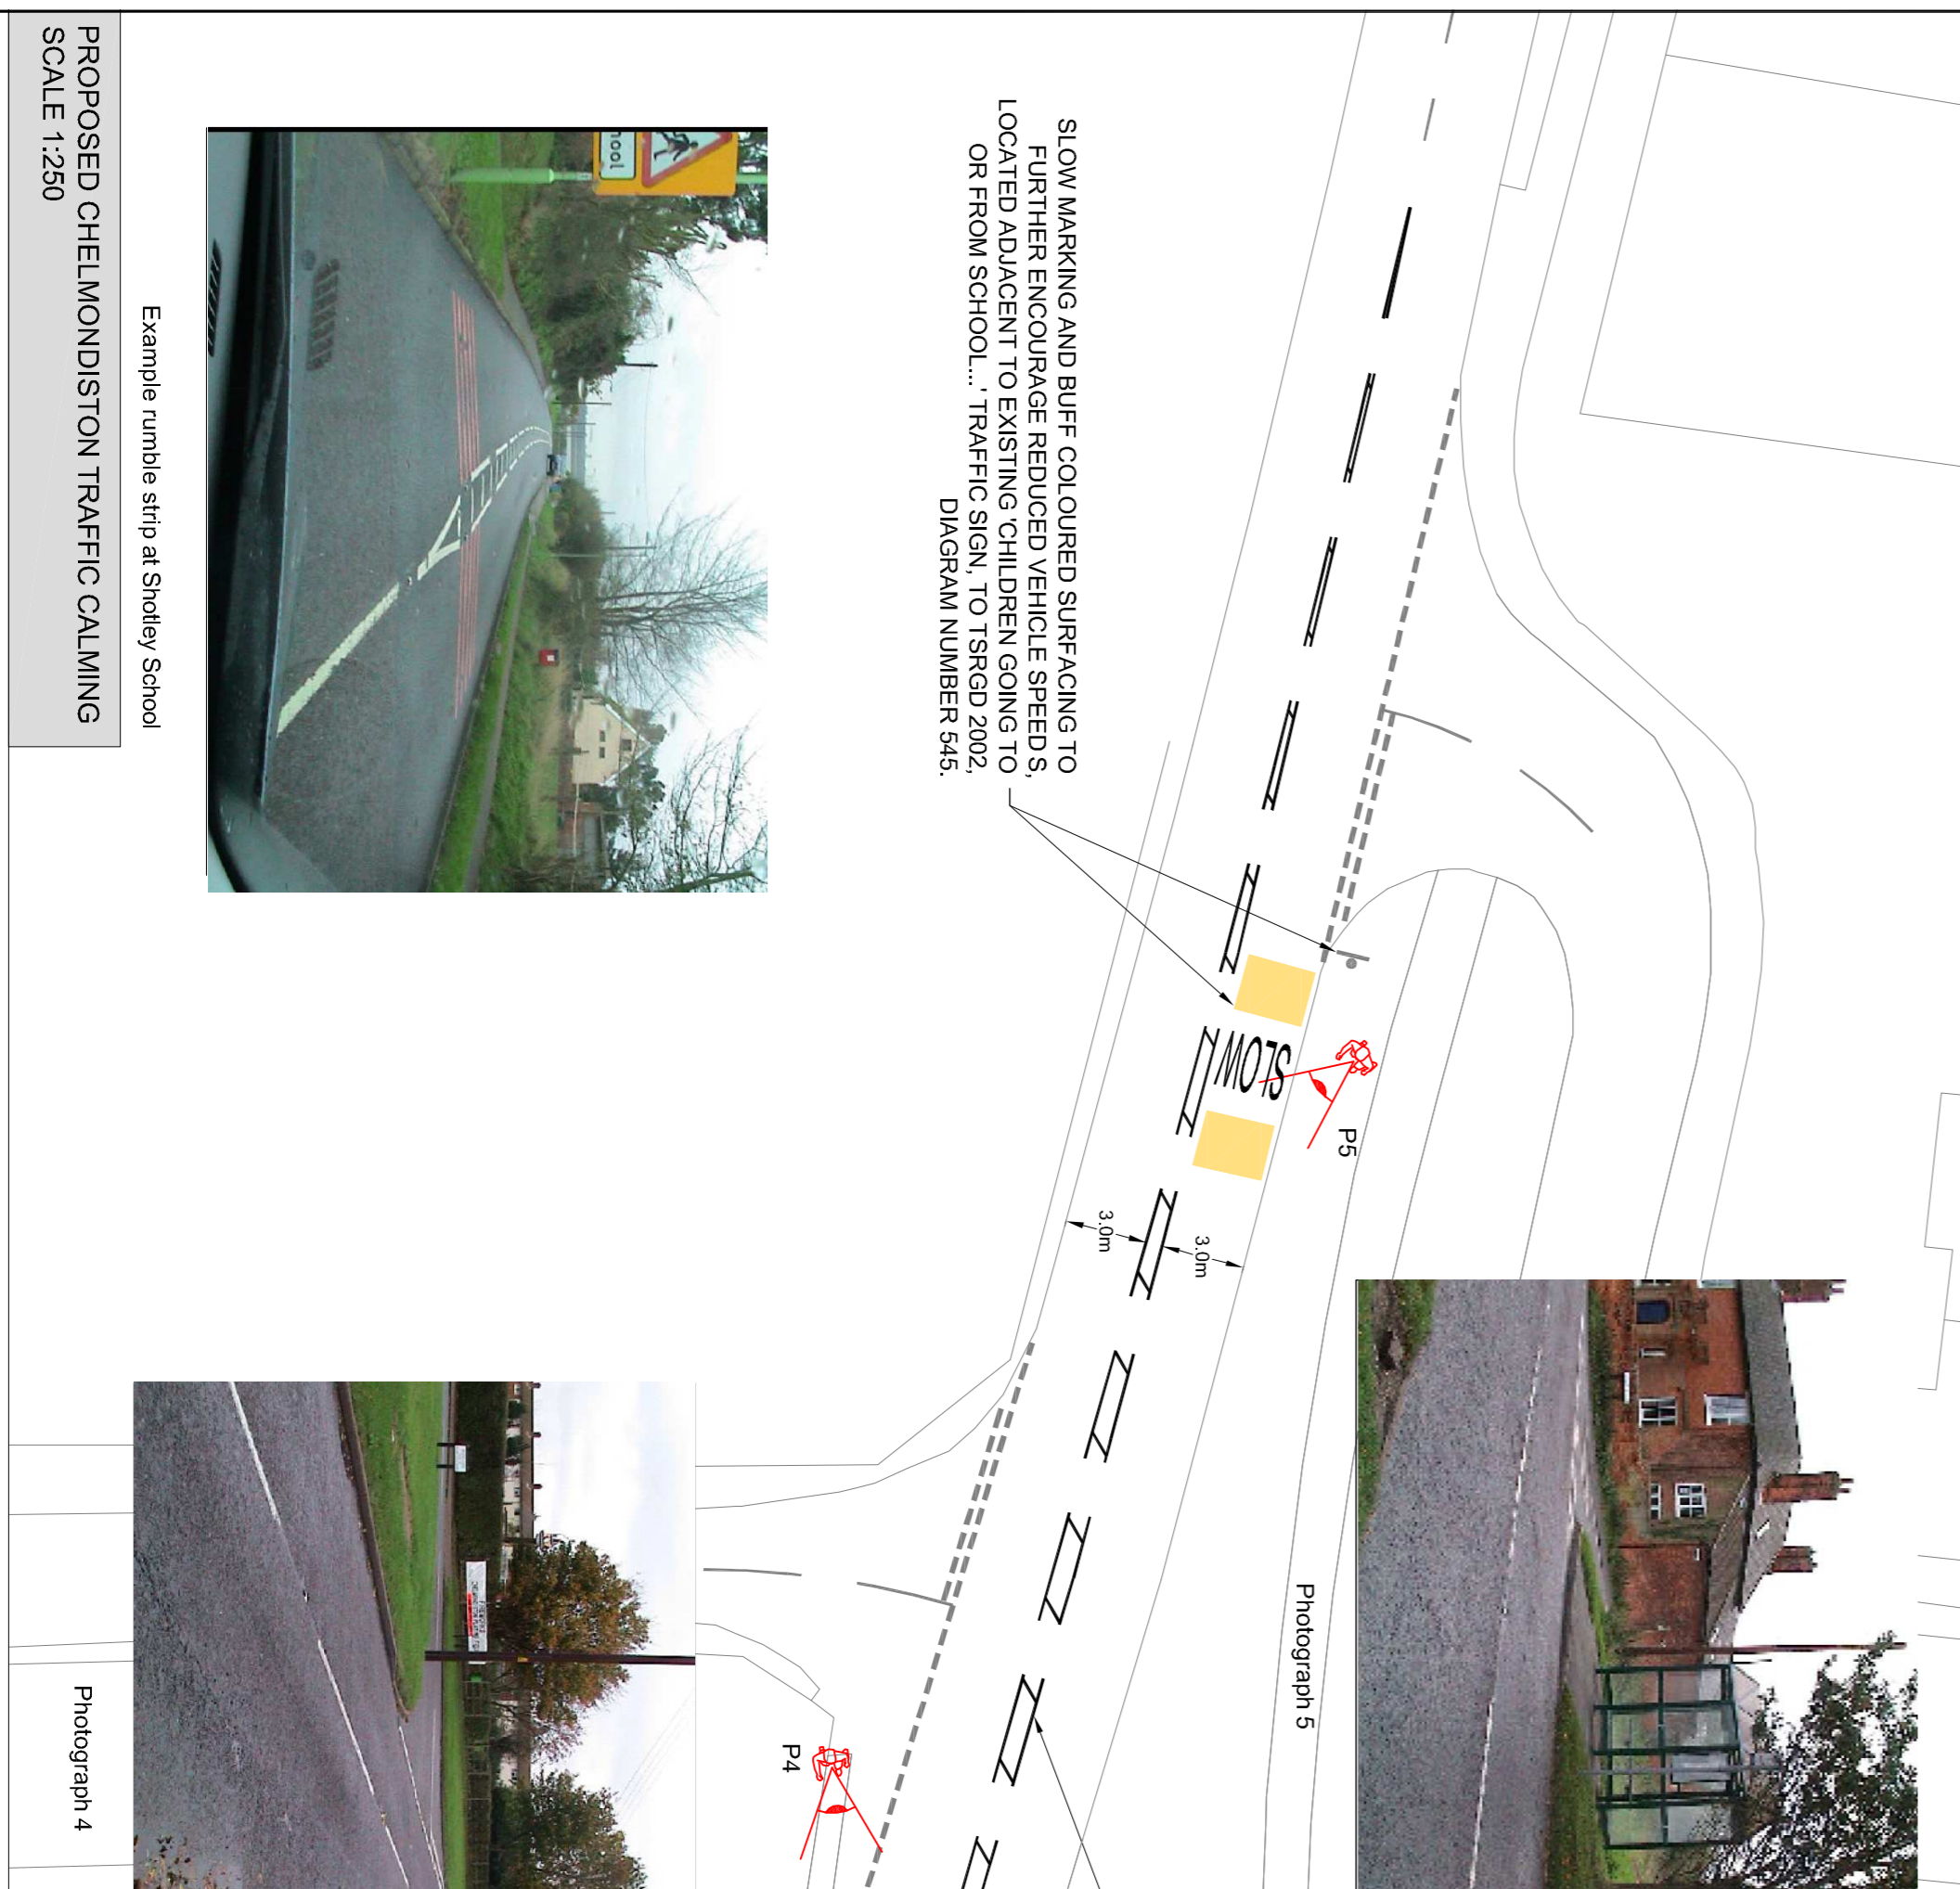 SLOW MARKING AND BUFF COLOURED SURFACING TO
FURTHER ENCOURAGE REDUCED VEHICLE SPEEDS,
LOCATED ADJACENT TO EXISTING 'CHILDREN GOING TO
OR FROM SCHOOL...' TRAFFIC SIGN, TO TSRGD 2002,
DIAGRAM NUMBER 545.
SLOW
P5
3.0m
3.0m
Photograph 5
P4
Photograph 4
hool
Example rumble strip at Shotley School
PROPOSED CHELMONDISTON TRAFFIC CALMING
SCALE 1:250